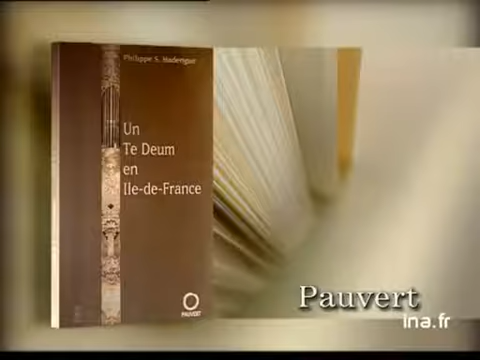 Philippe S. Hadengue
Un
Te Deum
en
Ile-de-France
PAUVERT
Pauvert
ina.fr